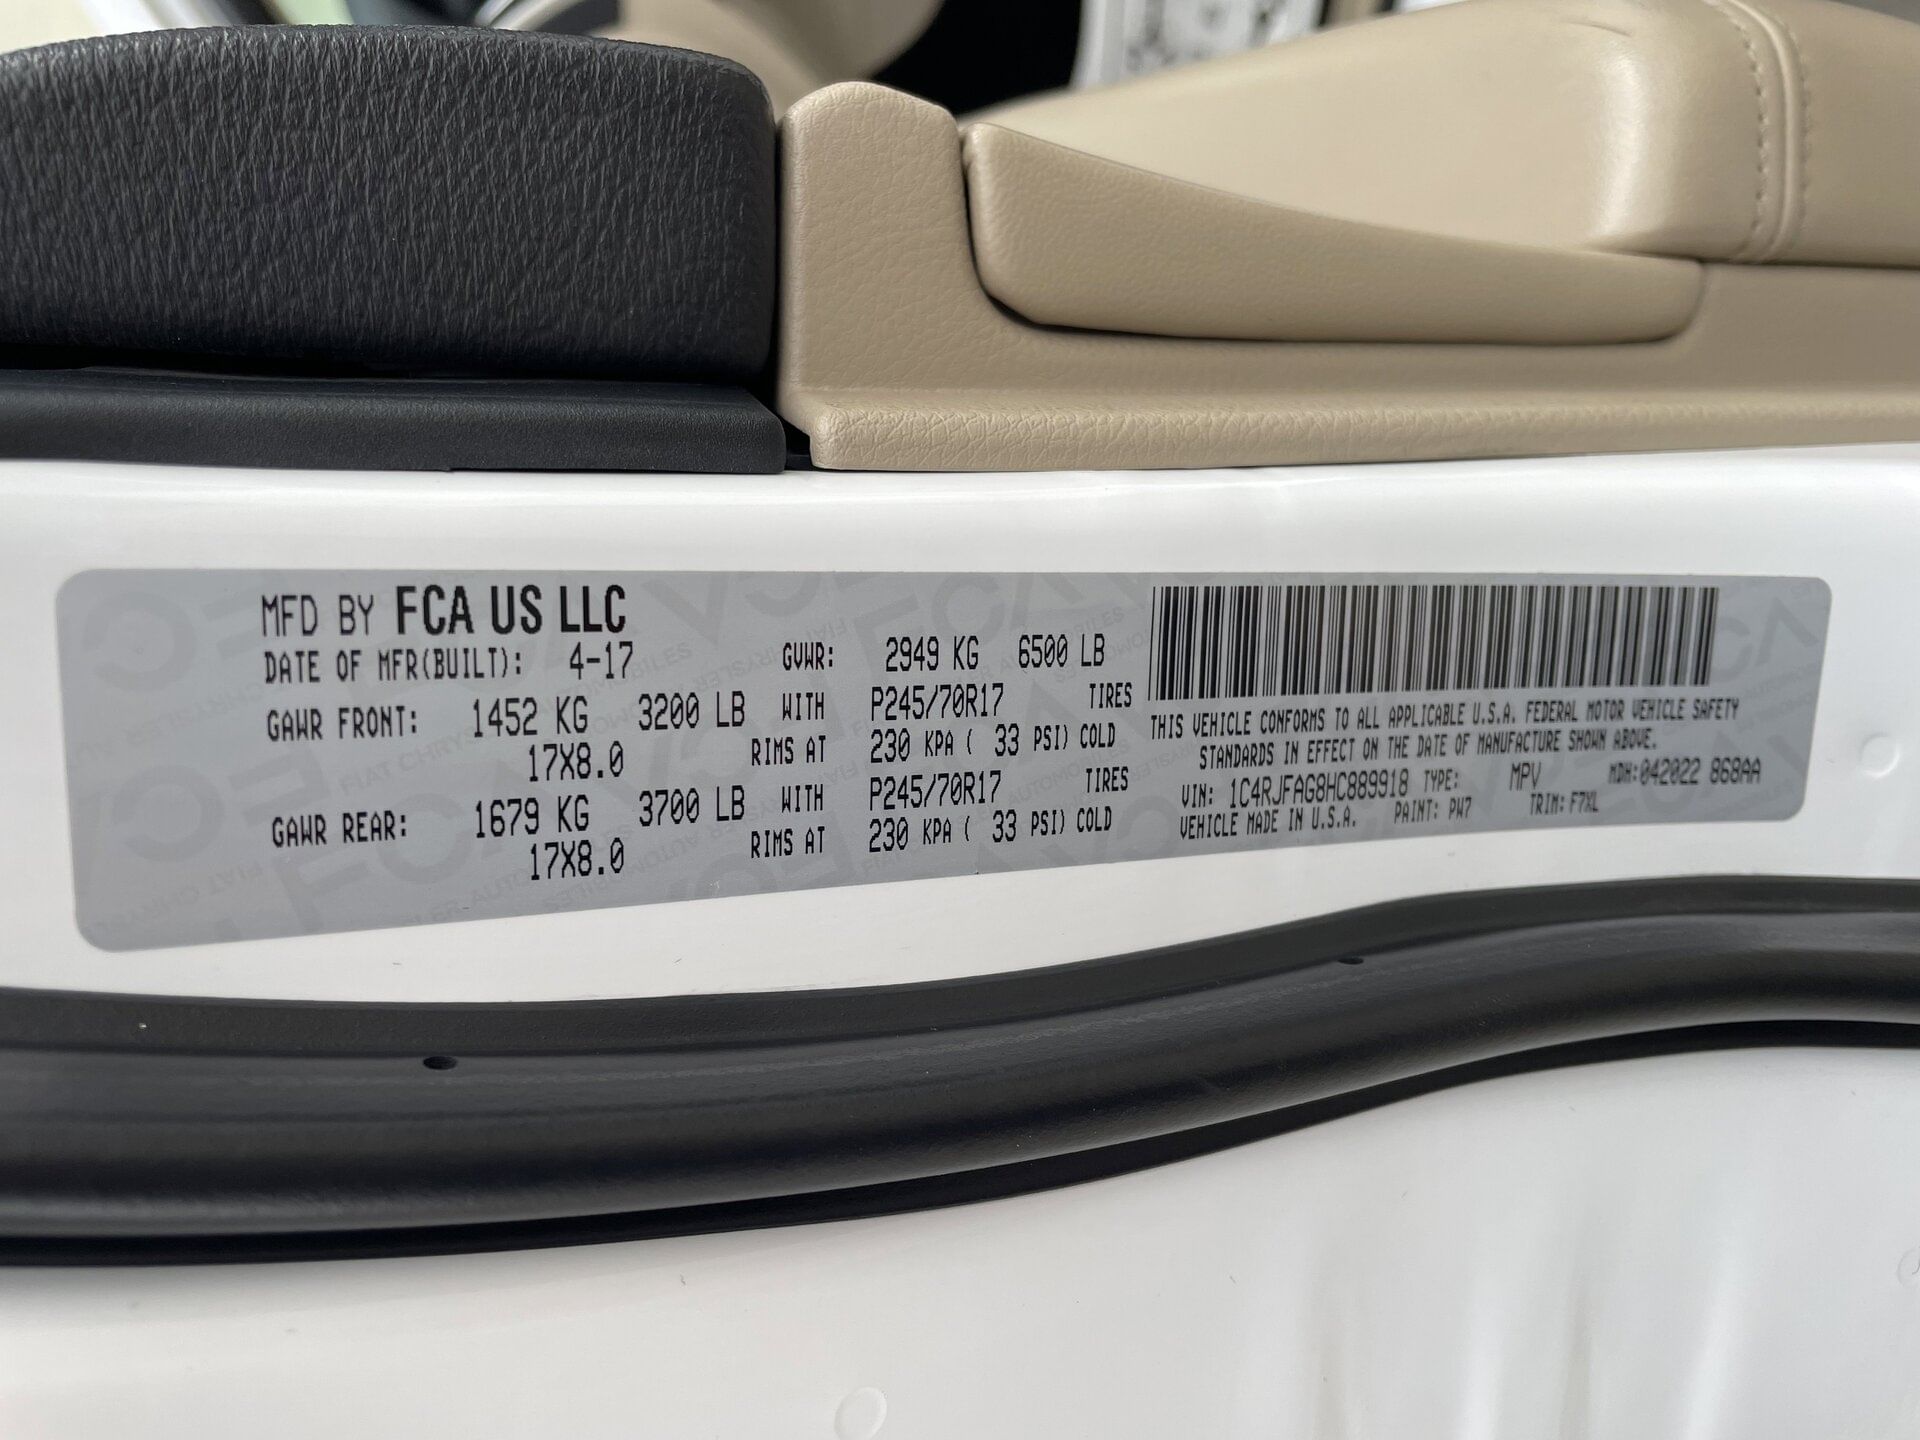 MFD BY FCA US LLC
DATE OF MFR(BUILT): 4-17 GVWR: 2949 KG 6500 LB
GAWR FRONT: 1452 KG 3200 LB WITH P245/70R17 TIRES
17X8.0 RIMS AT 230 KPA ( 33 PSI) COLD
GAWR REAR: 1679 KG 3700 LB WITH P245/70R17 TIRES
17X8.0 RIMS AT 230 KPA ( 33 PSI) COLD
THIS VEHICLE CONFORMS TO ALL APPLICABLE U.S.A. FEDERAL MOTOR VEHICLE SAFETY
STANDARDS IN EFFECT ON THE DATE OF MANUFACTURE SHOWN ABOVE.
VIN: 1C4RJFAG8HC889918 TYPE: MPV MDH:042022 868AA
VEHICLE MADE IN U.S.A. PAINT: PW7 TRIM: F7XL